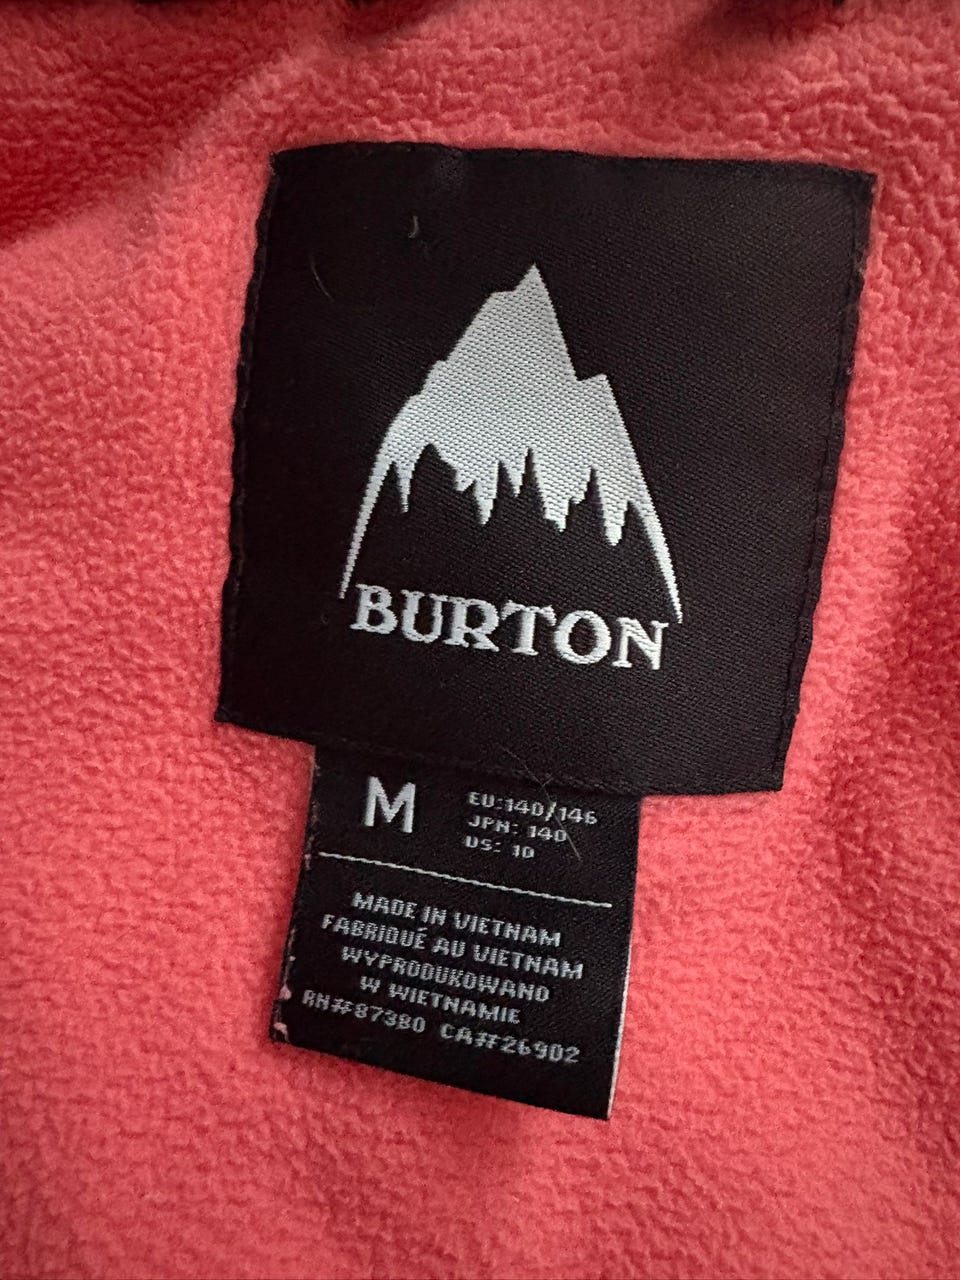 BURTON
M
EU:140/146
JPN: 140
US: 10
MADE IN VIETNAM
FABRIQUÉ AU VIETNAM
WYPRODUKOWANO
W WIETNAMIE
RN#87380 CA#26902